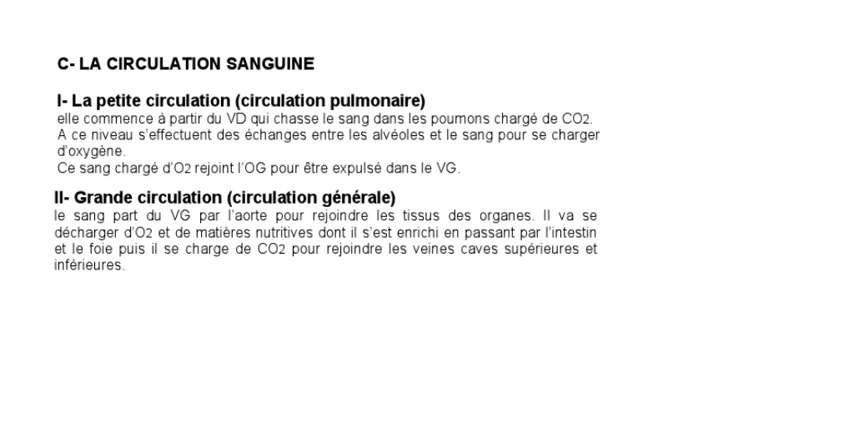 C- LA CIRCULATION SANGUINE
I- La petite circulation (circulation pulmonaire)
elle commence à partir du VD qui chasse le sang dans les poumons chargé de CO2.
A ce niveau s'effectuent des échanges entre les alvéoles et le sang pour se charger
d'oxygène.
Ce sang chargé d'O2 rejoint l'OG pour être expulsé dans le VG.
II- Grande circulation (circulation générale)
le sang part du VG par l'aorte pour rejoindre les tissus des organes. Il va se
décharger d'O2 et de matières nutritives dont il s'est enrichi en passant par l'intestin
et le foie puis il se charge de CO2 pour rejoindre les veines caves supérieures et
inférieures.